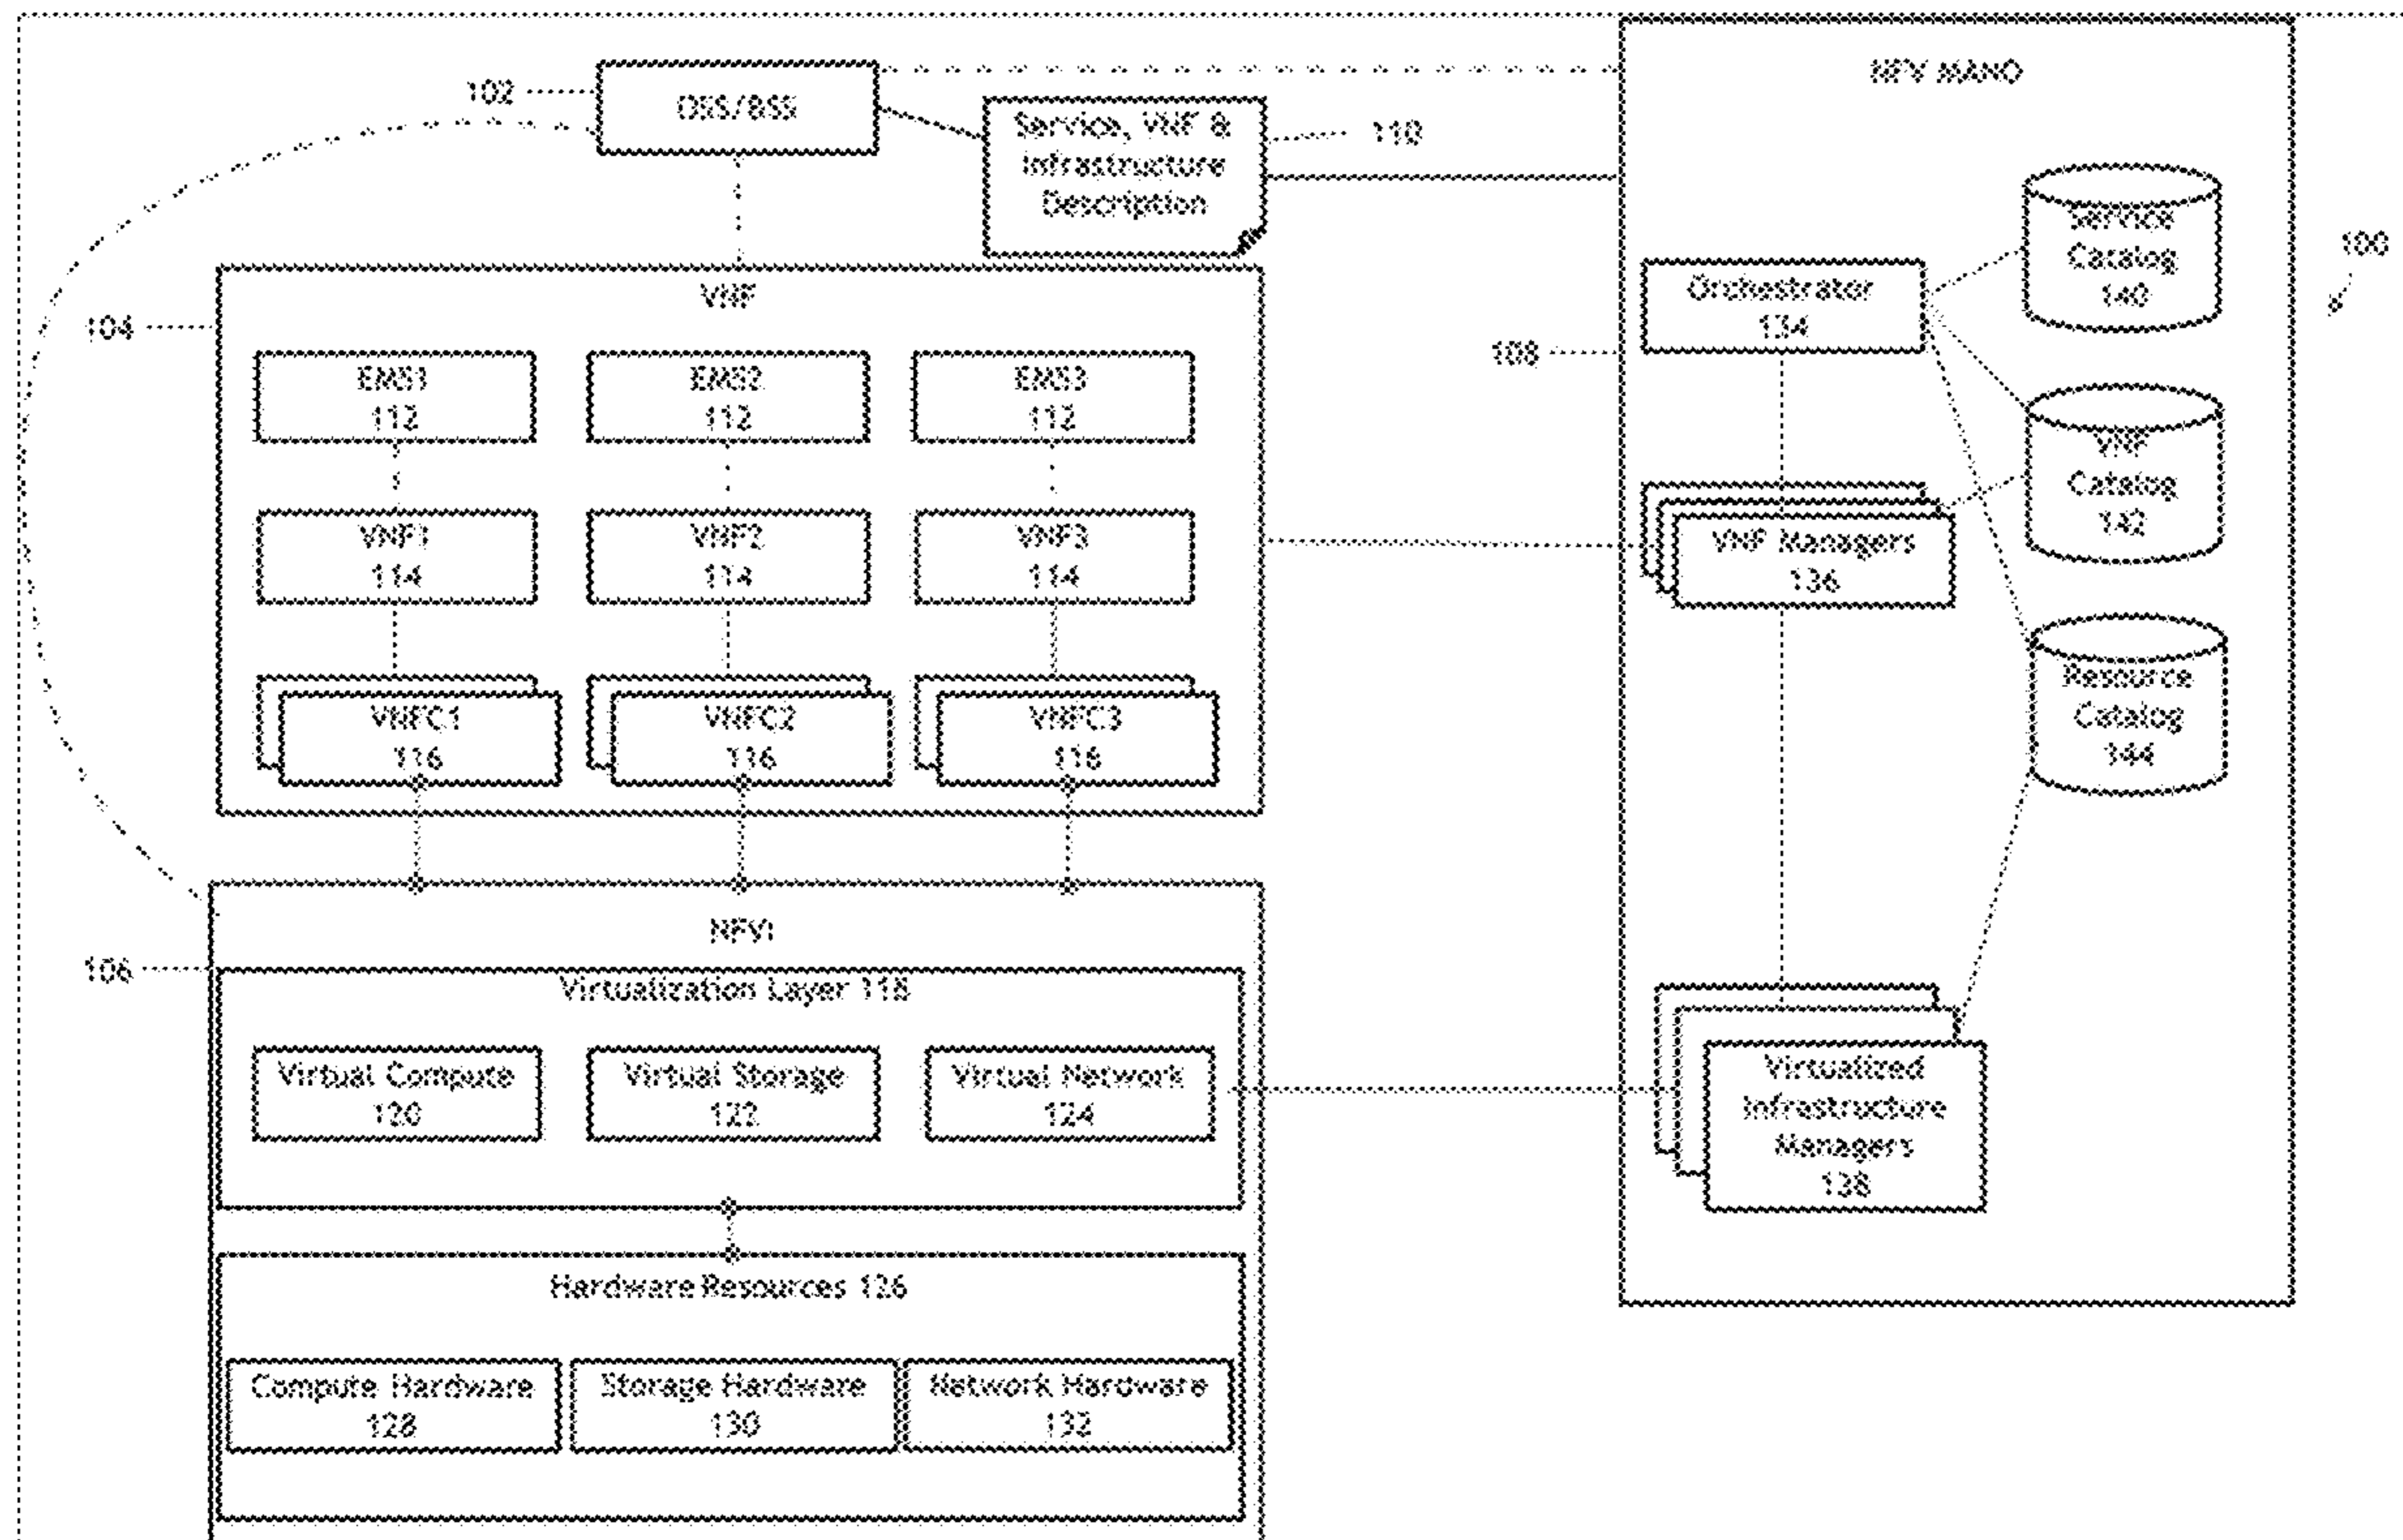 NFV MANO
102
OSS/BSS
Service, VNF &
Infrastructure
Description
110
Service
Catalog
140
100
VNF
104
Orchestrator
134
108
EMS1
112
EMS2
112
EMS3
112
VNF
Catalog
142
VNF1
114
VNF2
114
VNF3
114
VNF Managers
136
VNFC1
116
VNFC2
116
VNFC3
116
Resource
Catalog
144
NFVI
106
Virtualization Layer 118
Virtual Compute
120
Virtual Storage
122
Virtual Network
124
Virtualized
Infrastructure
Managers
138
Hardware Resources 126
Compute Hardware
128
Storage Hardware
130
Network Hardware
132